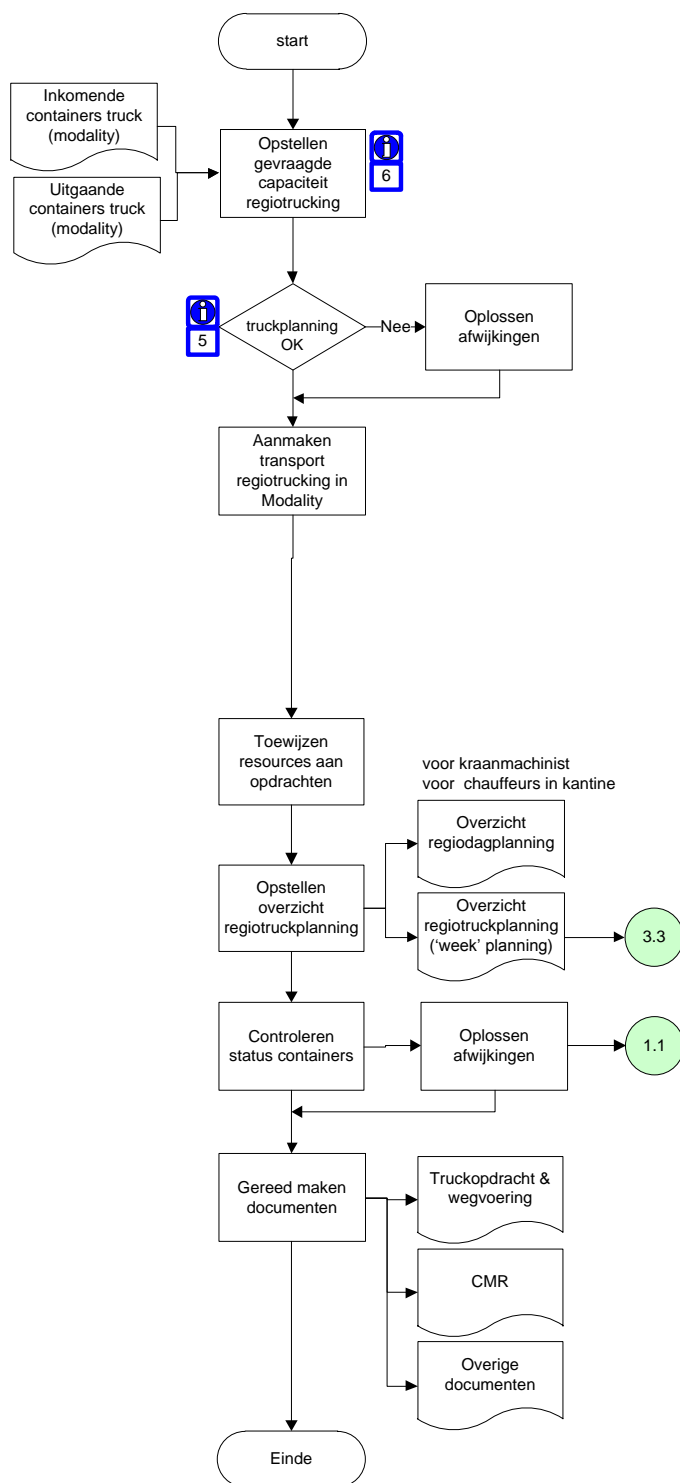 start
Inkomende
containers truck
(modality)
Uitgaande
containers truck
(modality)
Opstellen
gevraagde
capaciteit
regiotrucking
i
6
i
5
truckplanning
OK
Nee
Oplossen
afwijkingen
Aanmaken
transport
regiotrucking in
Modality
Toewijzen
resources aan
opdrachten
voor kraanmachinist
voor chauffeurs in kantine
Overzicht
regiodagplanning
Opstellen
overzicht
regiotruckplanning
Overzicht
regiotruckplanning
(‘week’ planning)
3.3
Controleren
status containers
Oplossen
afwijkingen
1.1
Gereed maken
documenten
Truckopdracht &
wegvoering
CMR
Overige
documenten
Einde